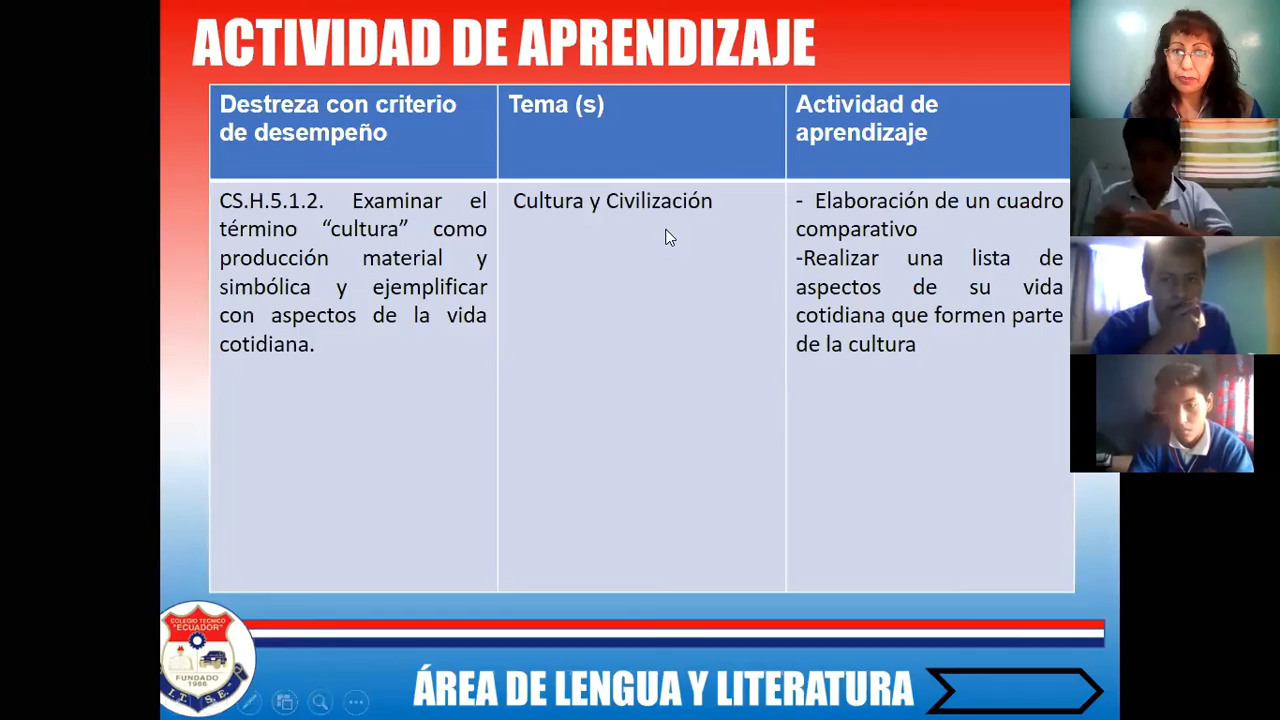 ACTIVIDAD DE APRENDIZAJE
Destreza con criterio
de desempeño
Tema (s)
Actividad de
aprendizaje
CS.H.5.1.2. Examinar el
término “cultura” como
producción material y
simbólica y ejemplificar
con aspectos de la vida
cotidiana.
Cultura y Civilización
- Elaboración de un cuadro
comparativo
-Realizar una lista de
aspectos de su vida
cotidiana que formen parte
de la cultura
COLEGIO TECNICO
"ECUADOR"
FUNDADO
1986
I.T.S.E.
ÁREA DE LENGUA Y LITERATURA